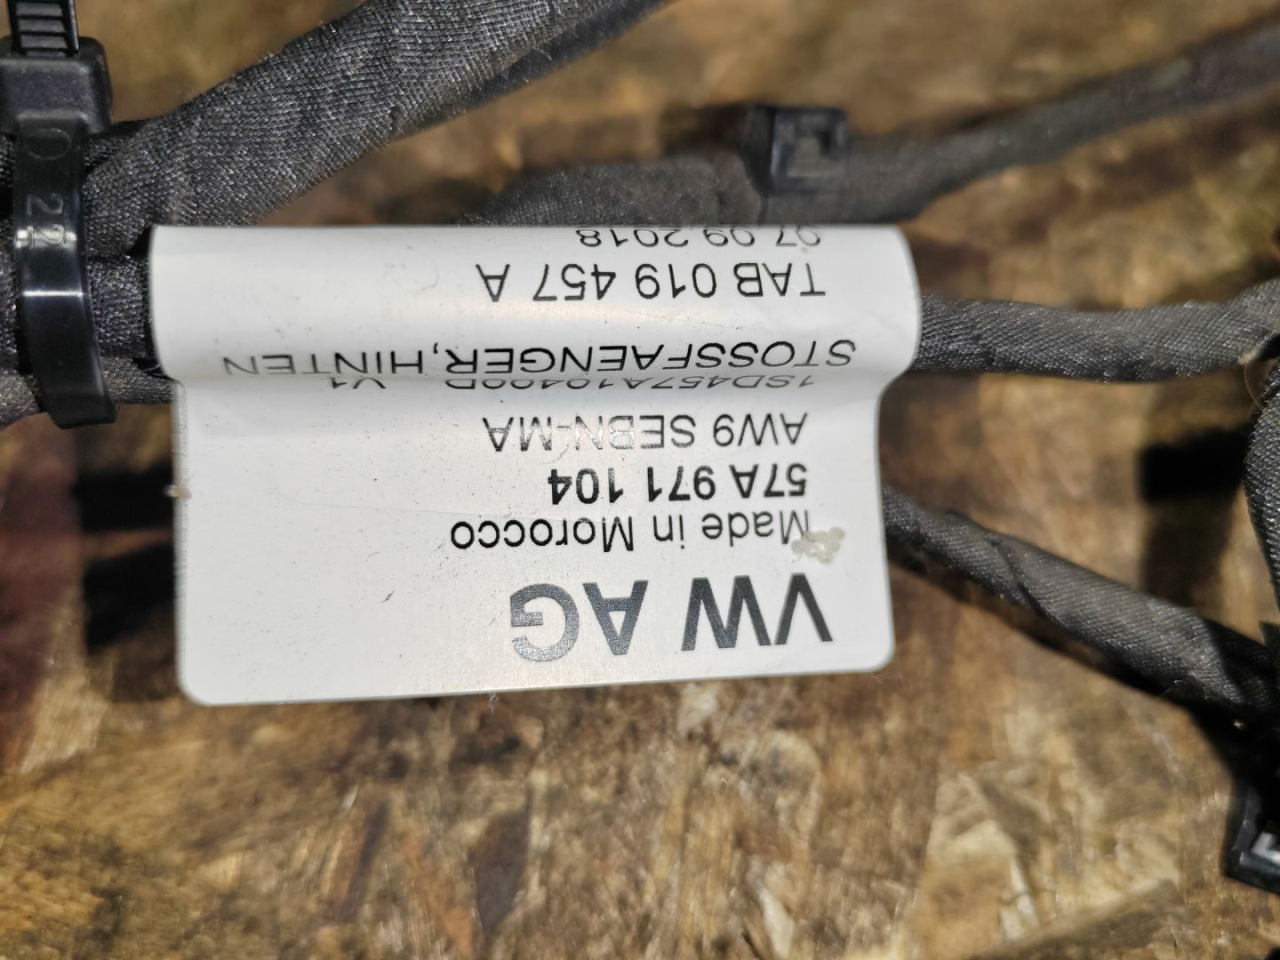 VW AG
Made in Morocco
57A 971 104
AW9 SEBN-MA
1SD457A10400D V1
STOSSFAENGER, HINTEN
TAB 019 457 A
07.09.2018
22